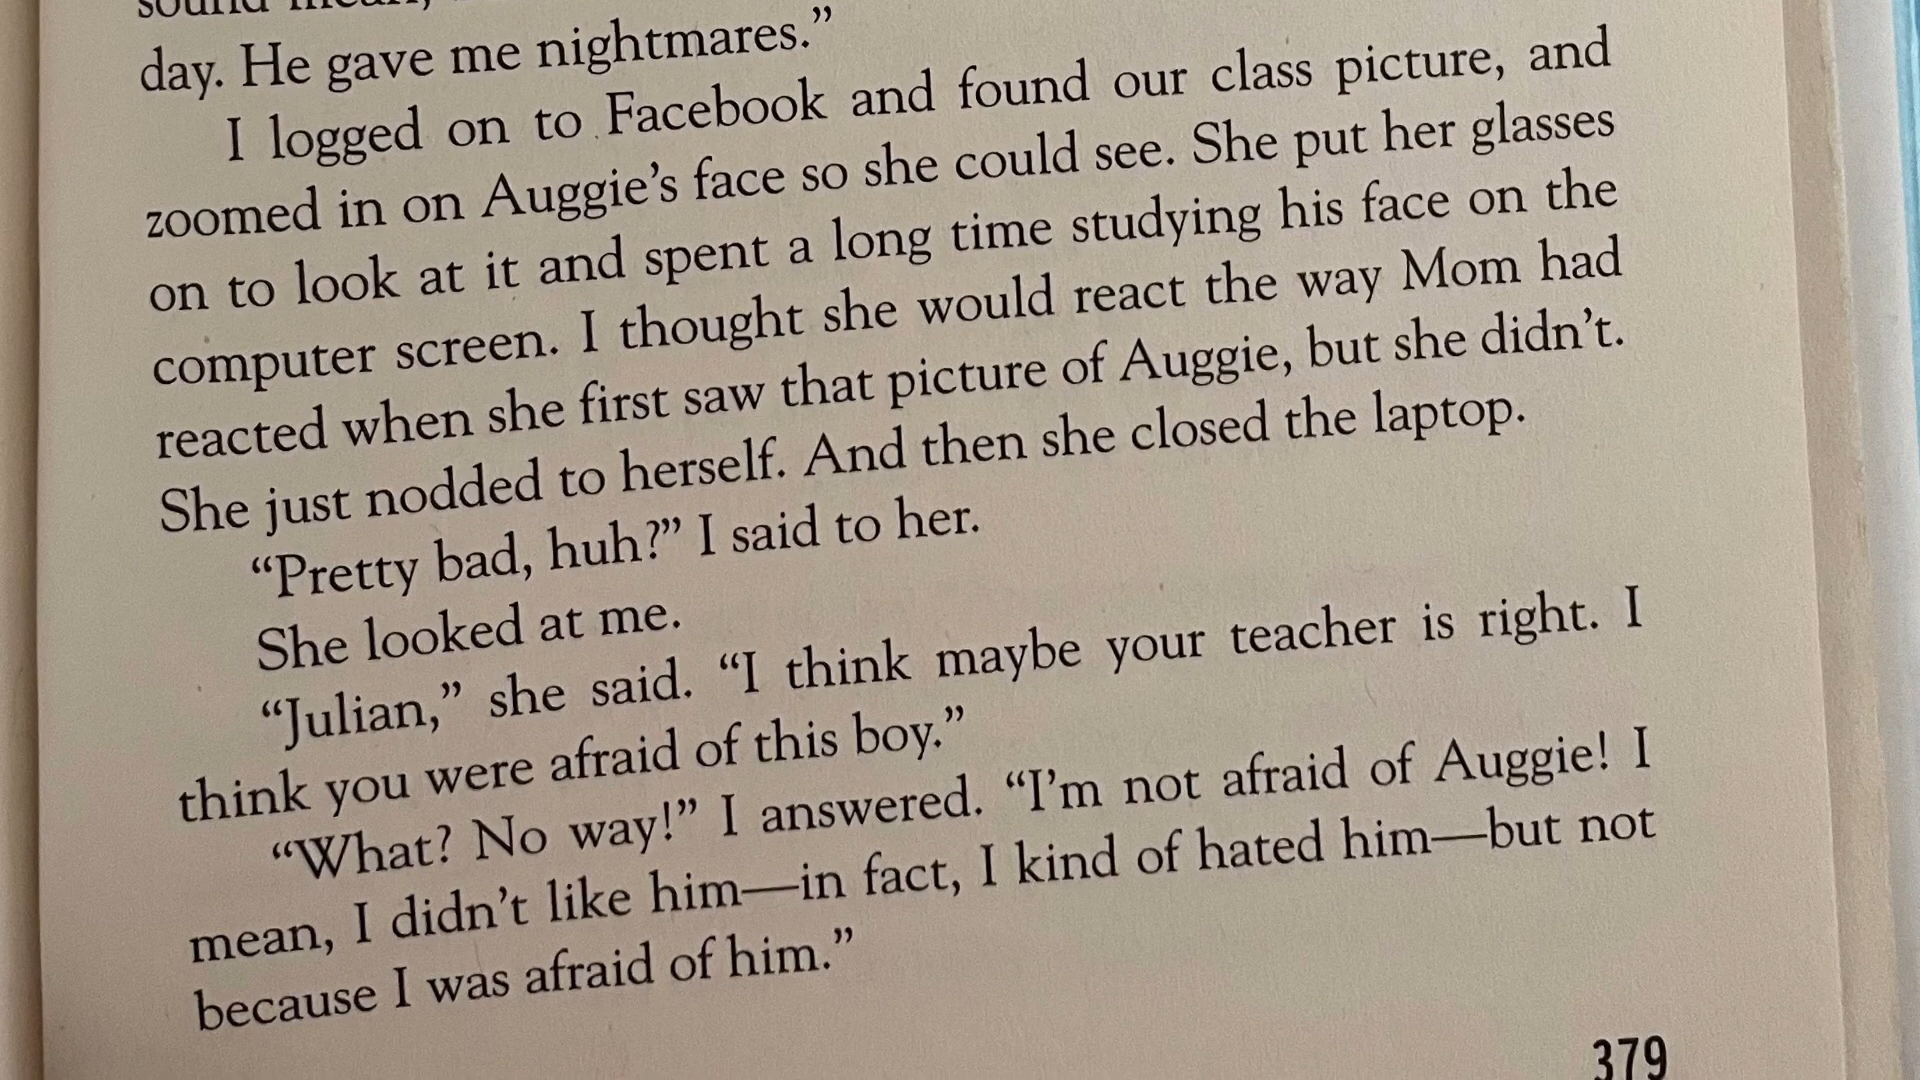 day. He gave me nightmares.”
I logged on to Facebook and found our class picture, and
zoomed in on Auggie’s face so she could see. She put her glasses
on to look at it and spent a long time studying his face on the
computer screen. I thought she would react the way Mom had
reacted when she first saw that picture of Auggie, but she didn’t.
She just nodded to herself. And then she closed the laptop.
“Pretty bad, huh?” I said to her.
She looked at me.
“Julian,” she said. “I think maybe your teacher is right. I
think you were afraid of this boy.”
“What? No way!” I answered. “I’m not afraid of Auggie! I
mean, I didn’t like him—in fact, I kind of hated him—but not
because I was afraid of him.”
379